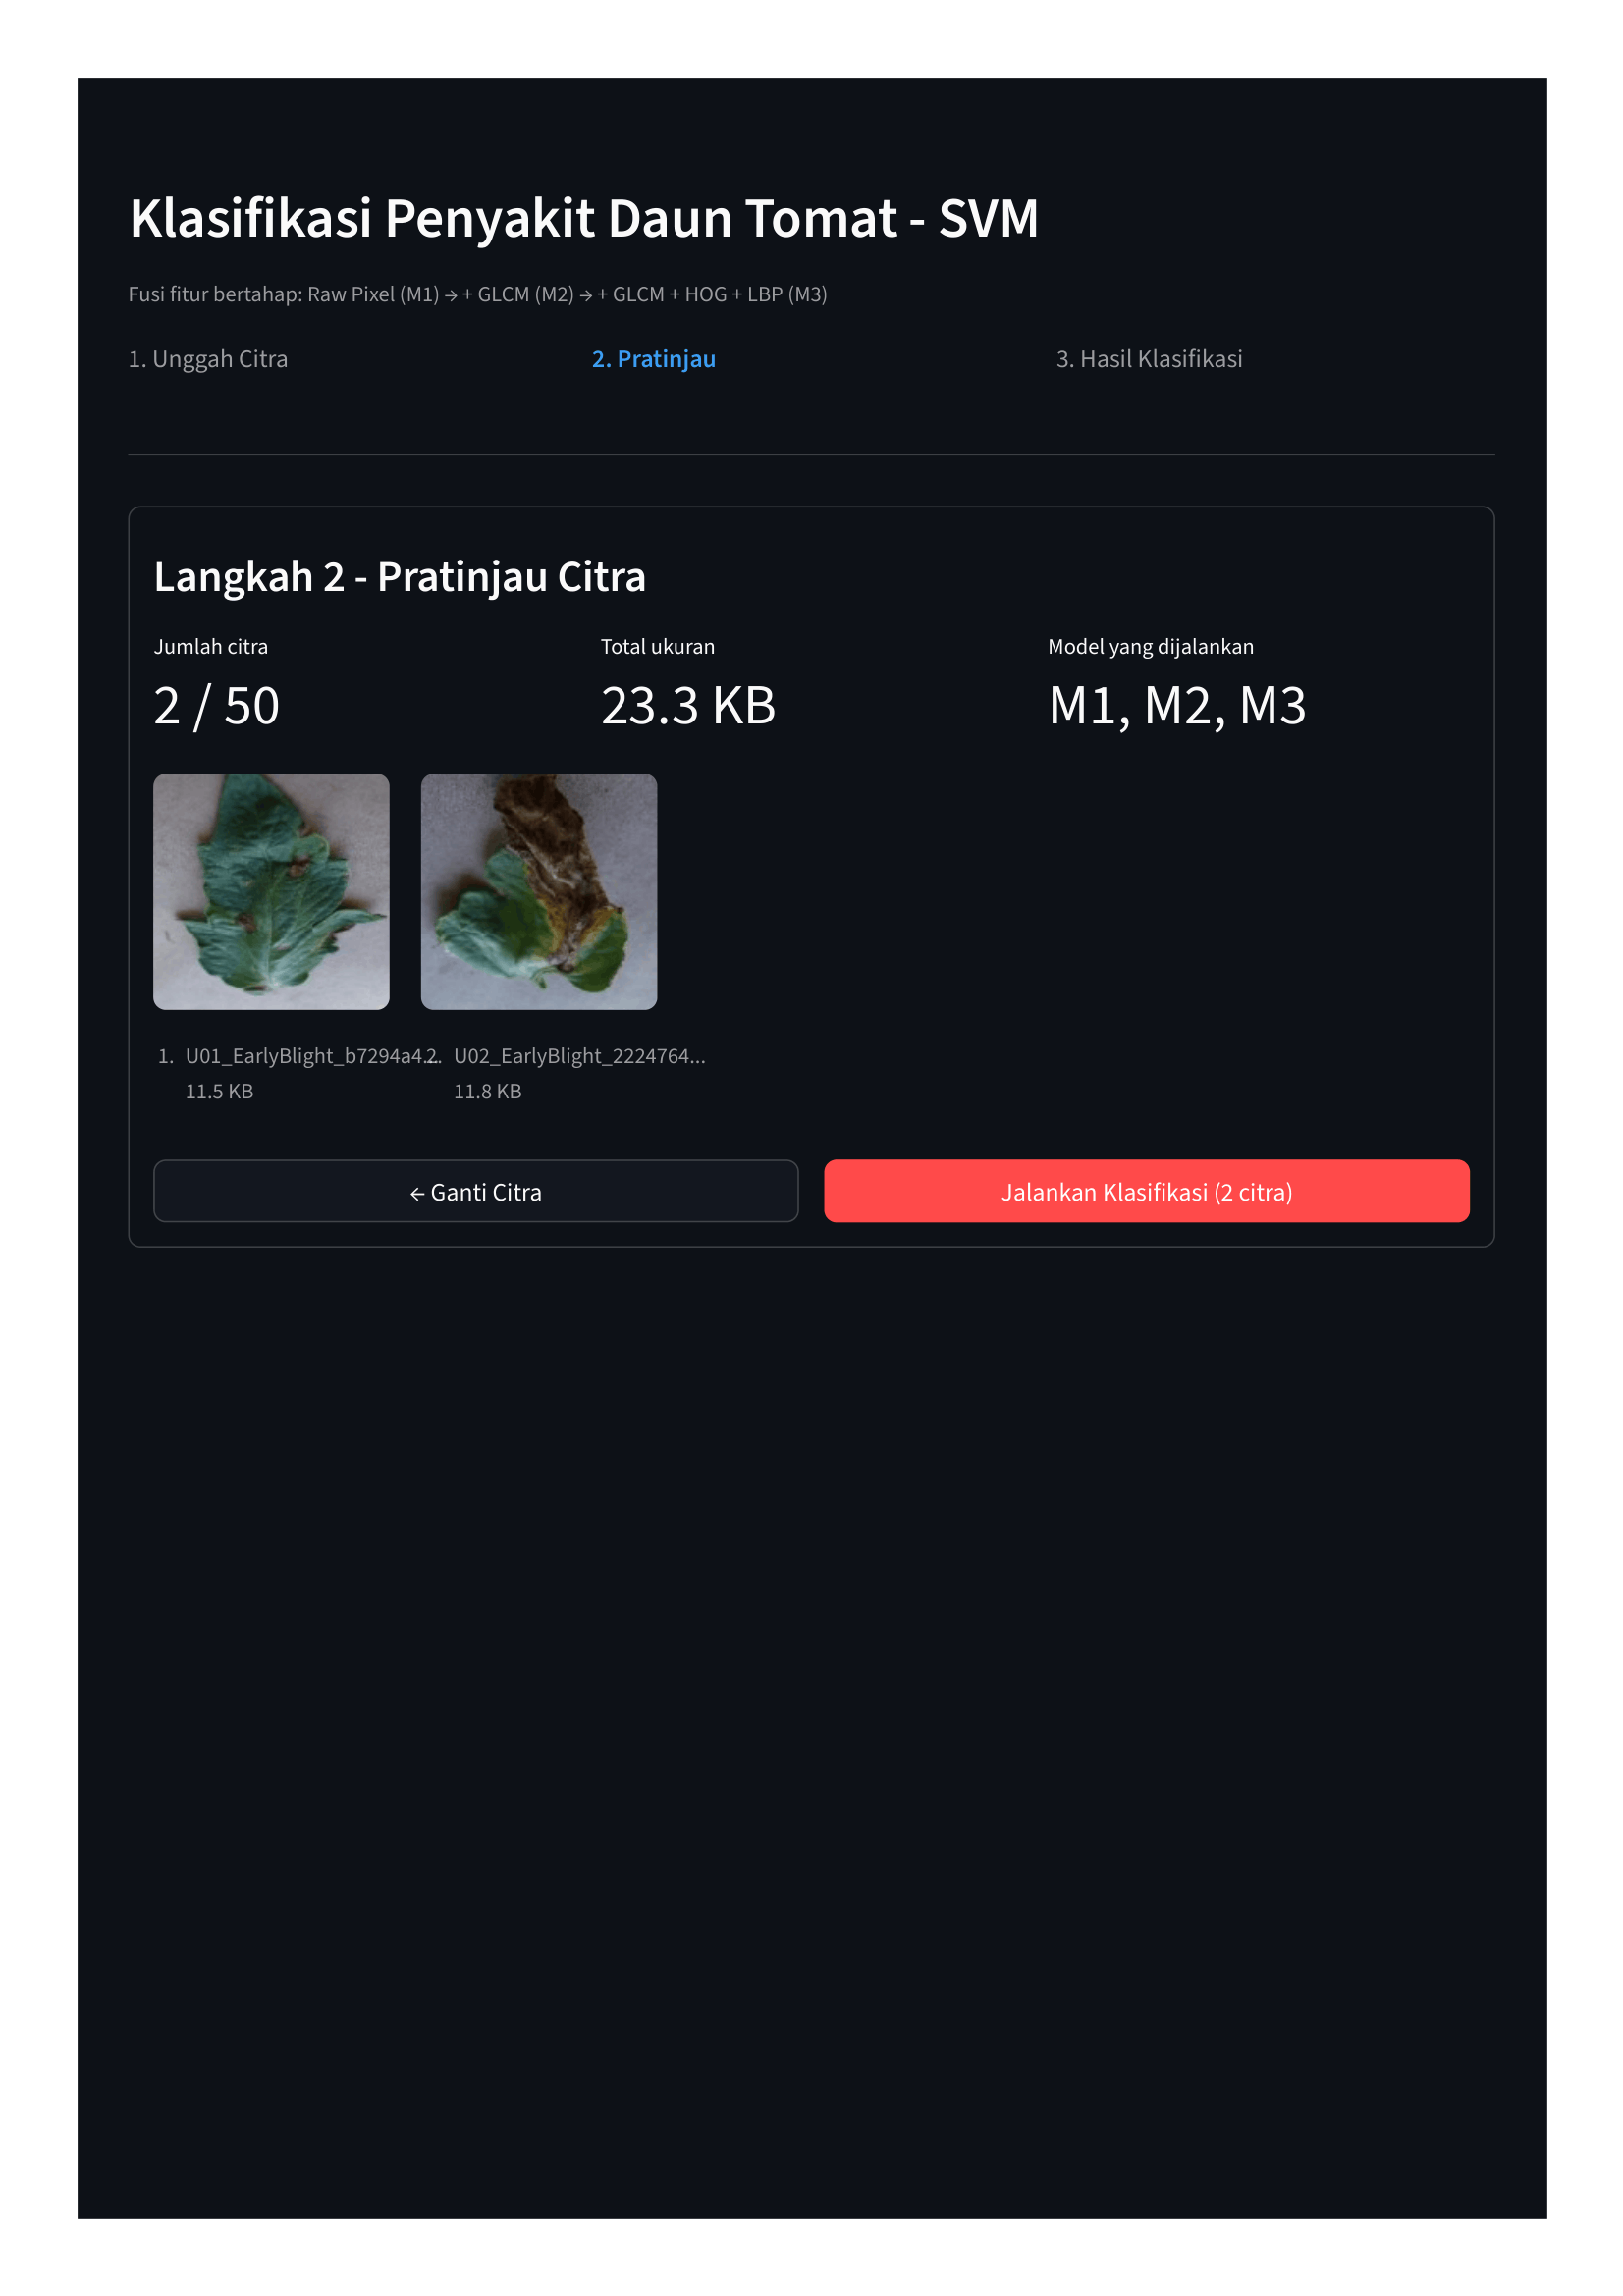 Klasifikasi Penyakit Daun Tomat - SVM
Fusi fitur bertahap: Raw Pixel (M1) → + GLCM (M2) → + GLCM + HOG + LBP (M3)
1. Unggah Citra
2. Pratinjau
3. Hasil Klasifikasi
Langkah 2 - Pratinjau Citra
Jumlah citra
2 / 50
Total ukuran
23.3 KB
Model yang dijalankan
M1, M2, M3
1. U01_EarlyBlight_b7294a4...
11.5 KB
2. U02_EarlyBlight_2224764...
11.8 KB
← Ganti Citra
Jalankan Klasifikasi (2 citra)